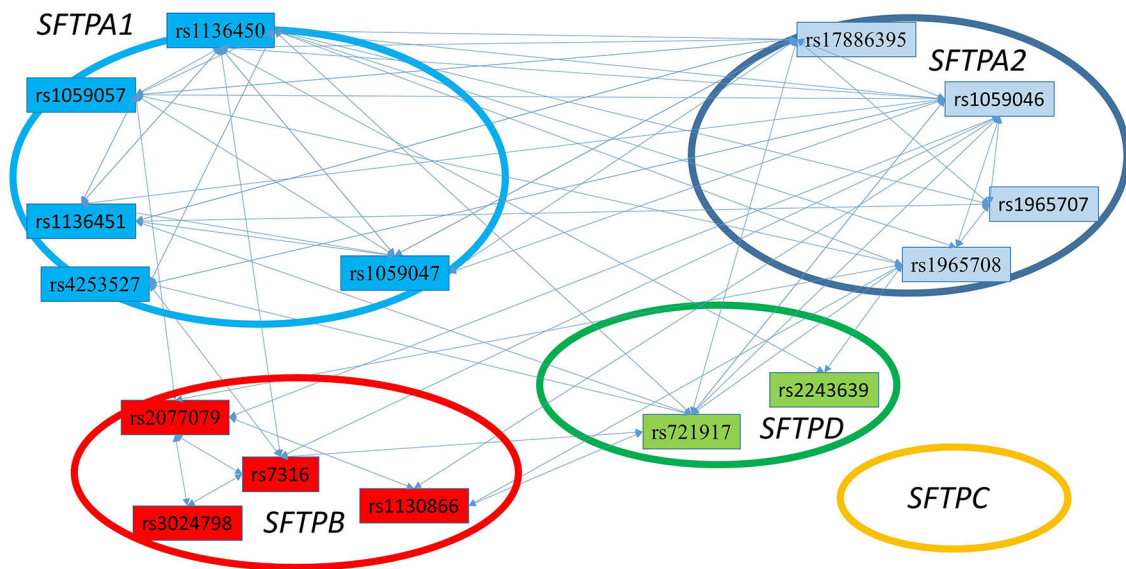 SFTPA1
rs1136450
rs17886395
SFTPA2
rs1059057
rs1059046
rs1136451
rs1965707
rs4253527
rs1059047
rs1965708
rs2077079
rs2243639
rs721917
SFTPD
rs7316
rs1130866
rs3024798
SFTPB
SFTPC